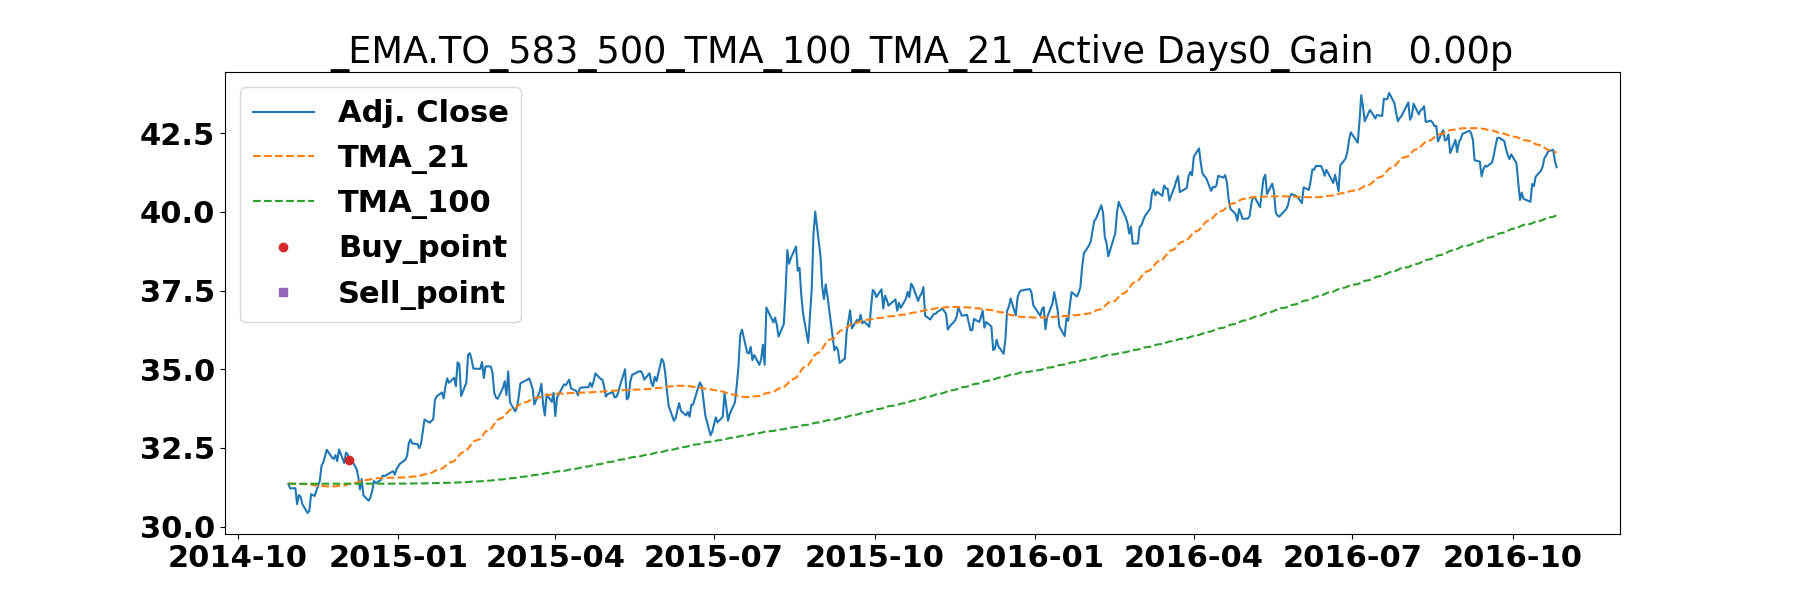 _EMA.TO_583_500_TMA_100_TMA_21_Active Days0_Gain   0.00p
Adj. Close
TMA_21
TMA_100
Buy_point
Sell_point
42.5
40.0
37.5
35.0
32.5
30.0
2014-10 2015-01 2015-04 2015-07 2015-10 2016-01 2016-04 2016-07 2016-10